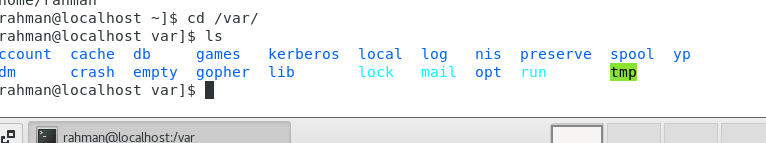 home/rahman
rahman@localhost ~]$ cd /var/
rahman@localhost var]$ ls
ccount cache db games kerberos local log nis preserve spool yp
dm crash empty gopher lib lock mail opt run tmp
rahman@localhost var]$
rahman@localhost:/var